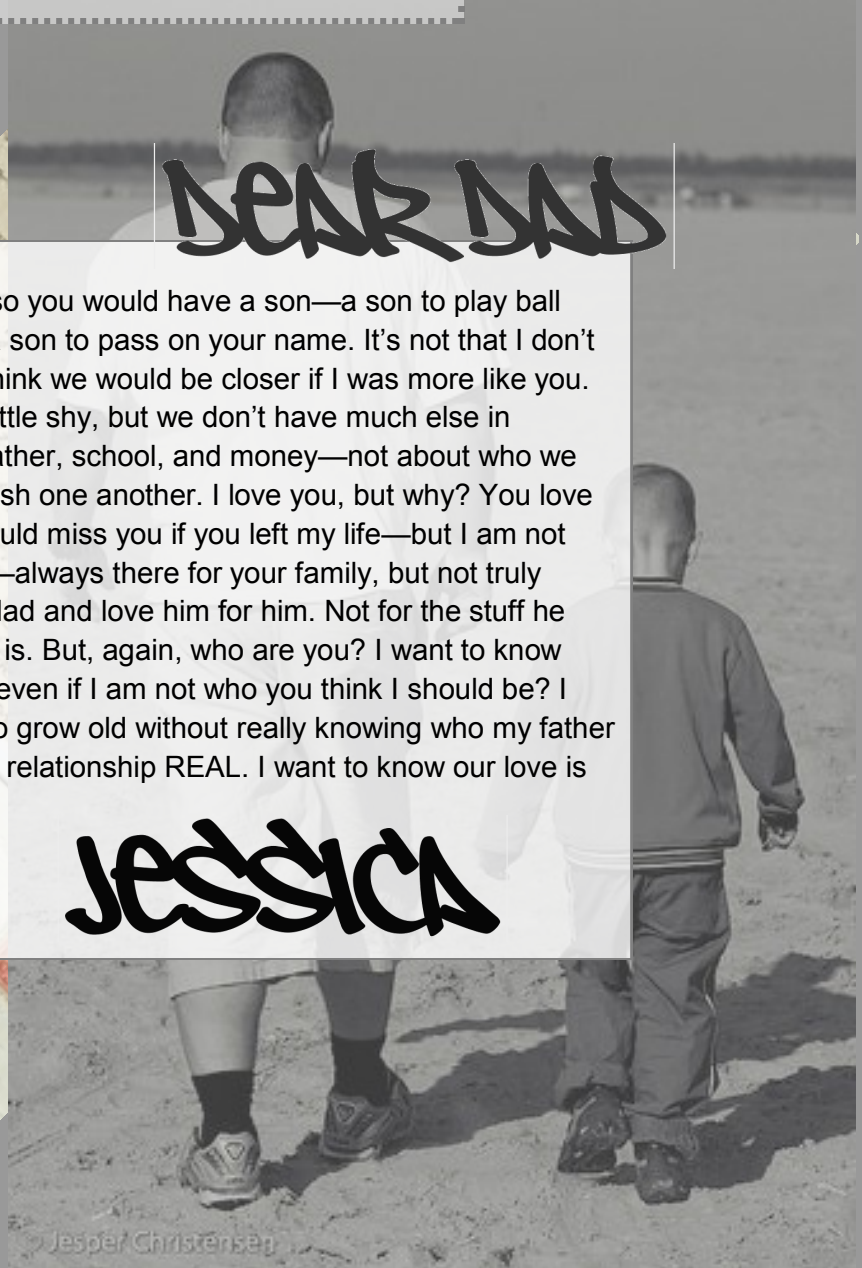 DeAR DAD
so you would have a son—a son to play ball
son to pass on your name. It’s not that I don’t
we would be closer if I was more like you.
shy, but we don’t have much else in
school, and money—not about who we
one another. I love you, but why? You love
miss you if you left my life—but I am not
—always there for your family, but not truly
and love him for him. Not for the stuff he
is. But, again, who are you? I want to know
even if I am not who you think I should be? I
grow old without really knowing who my father
relationship REAL. I want to know our love is
JeSSICA
© Jesper Christensen